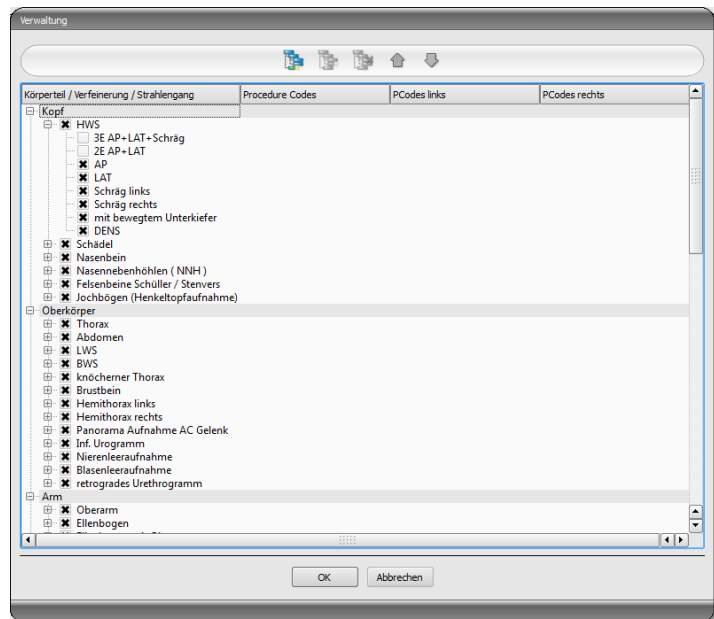 Verwaltung
Körperteil / Verfeinerung / Strahlengang Procedure Codes PCodes links PCodes rechts
Kopf
HWS
3E AP+LAT+Schräg
2E AP+LAT
AP
LAT
Schräg links
Schräg rechts
mit bewegtem Unterkiefer
DENS
Schädel
Nasenbein
Nasennebenhöhlen ( NNH )
Felsenbeine Schüller / Stenvers
Jochbögen (Henkeltopfaufnahme)
Oberkörper
Thorax
Abdomen
LWS
BWS
knöcherner Thorax
Brustbein
Hemithorax links
Hemithorax rechts
Panorama Aufnahme AC Gelenk
Inf. Urogramm
Nierenleeraufnahme
Blasenleeraufnahme
retrogrades Urethrogramm
Arm
Oberarm
Ellenbogen
OK Abbrechen